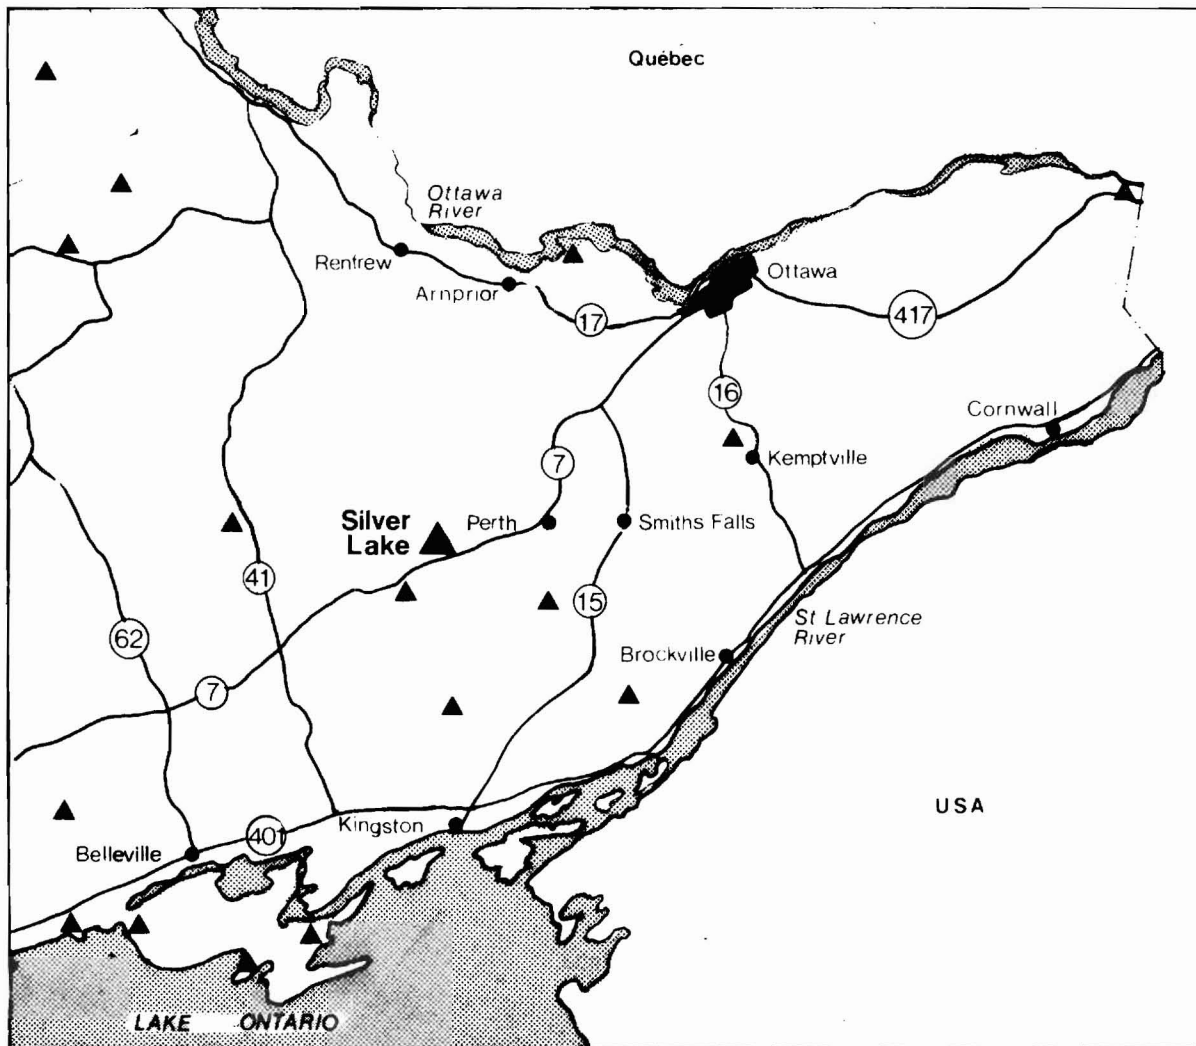 Québec
Ottawa
River
Renfrew
Arnprior
Ottawa
17
417
16
Cornwall
7
Kemptville
Silver
Lake
Perth
Smiths Falls
41
15
St Lawrence
River
62
Brockville
7
USA
Kingston
401
Belleville
LAKE ONTARIO